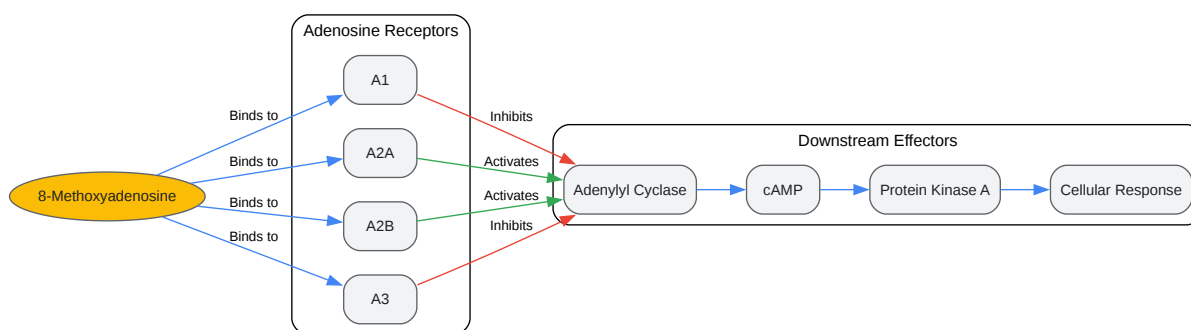 Adenosine Receptors
A1
Binds to
Inhibits
Downstream Effectors
A2A
Binds to
Activates
8-Methoxyadenosine
Adenylyl Cyclase
cAMP
Protein Kinase A
Cellular Response
Binds to
Activates
A2B
Inhibits
Binds to
A3